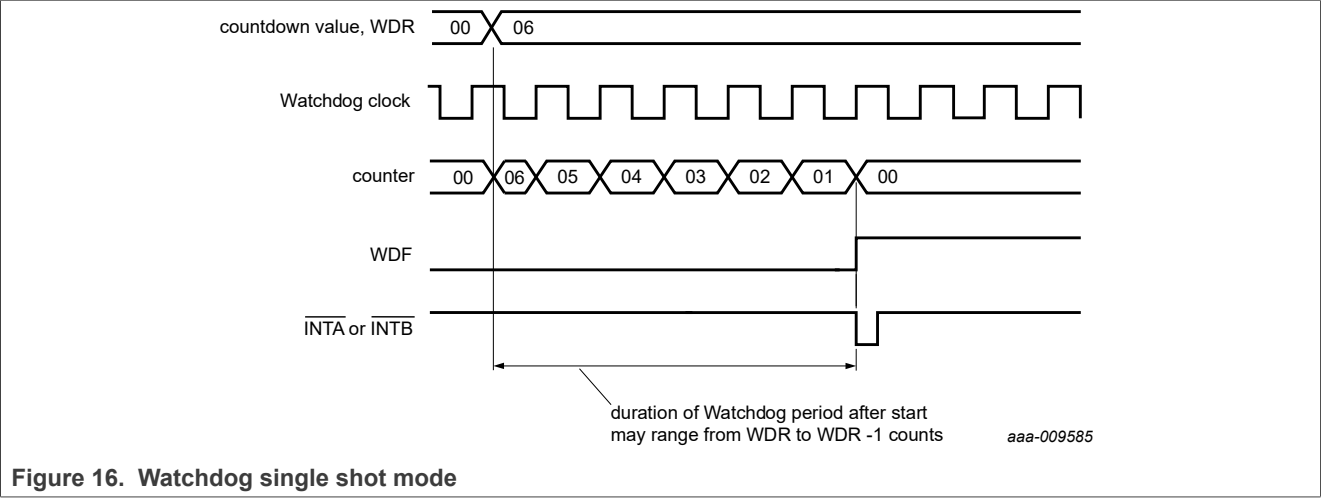 countdown value, WDR 00 06
Watchdog clock
counter 00 06 05 04 03 02 01 00
WDF
INTA or INTB
duration of Watchdog period after start
may range from WDR to WDR -1 counts
aaa-009585
Figure 16. Watchdog single shot mode